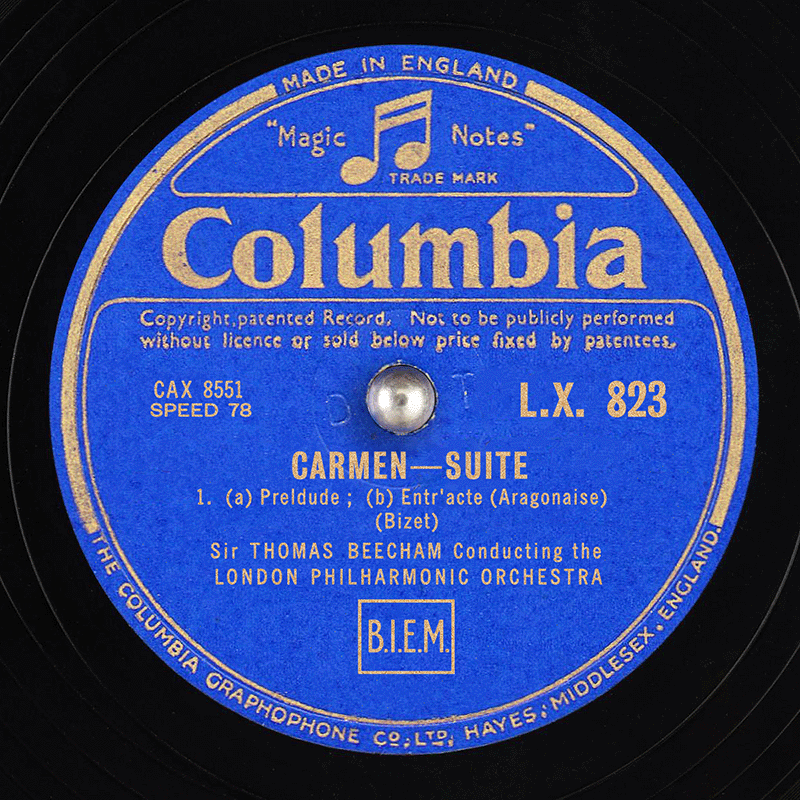 MADE IN ENGLAND
"Magic Notes"
TRADE MARK
Columbia
Copyright,patented Record. Not to be publicly performed
without licence or sold below price fixed by patentees.
CAX 8551
SPEED 78
L.X. 823
CARMEN—SUITE
1. (a) Preldude ; (b) Entr'acte (Aragonaise)
(Bizet)
Sir THOMAS BEECHAM Conducting the
LONDON PHILHARMONIC ORCHESTRA
B.I.E.M.
THE COLUMBIA GRAPHOPHONE CO., LTD, HAYES, MIDDLESEX. ENGLAND.